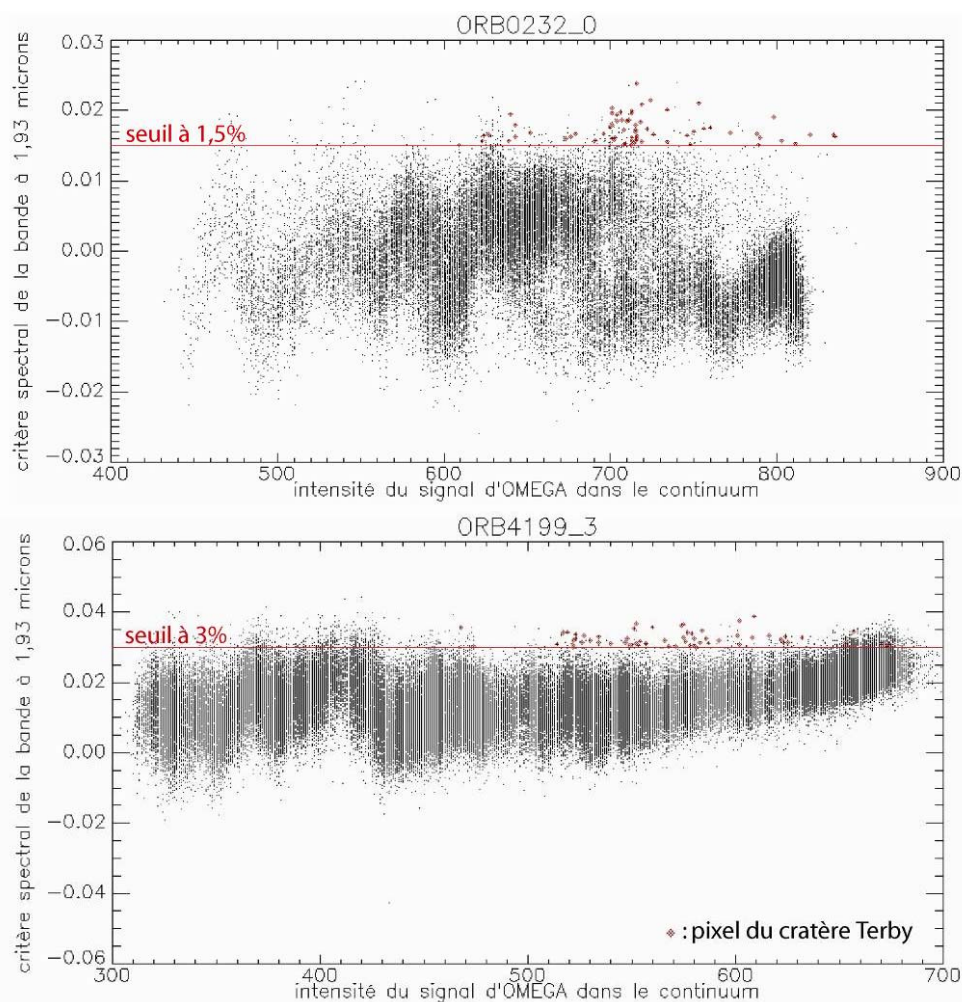 ORB0232_0
0.03
0.02
seuil à 1,5%
0.01
0.00
-0.01
-0.02
-0.03
critère spectral de la bande à 1,93 microns
400 500 600 700 800 900
intensité du signal d'OMEGA dans le continuum
ORB4199_3
0.06
0.04
seuil à 3%
0.02
0.00
-0.02
-0.04
-0.06
critère spectral de la bande à 1,93 microns
: pixel du cratère Terby
300 400 500 600 700
intensité du signal d'OMEGA dans le continuum